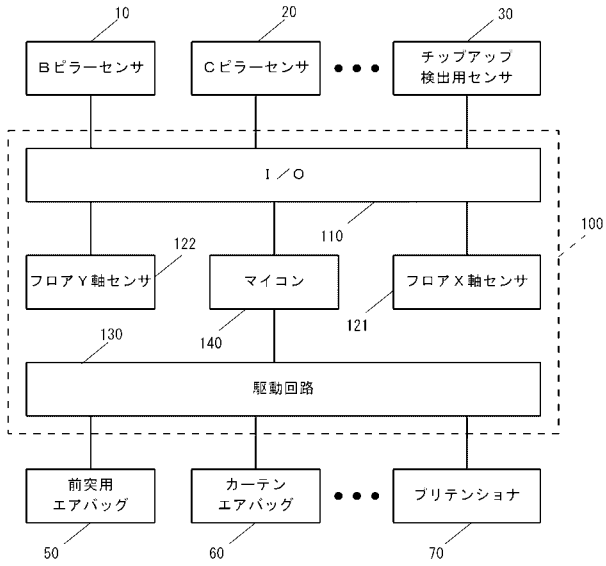 10
20
30
Bピラーセンサ
Cピラーセンサ
チップアップ
検出用センサ
I／O
100
110
122
フロアY軸センサ
マイコン
フロアX軸センサ
140
121
130
駆動回路
前突用
エアバッグ
カーテン
エアバッグ
プリテンショナ
50
60
70